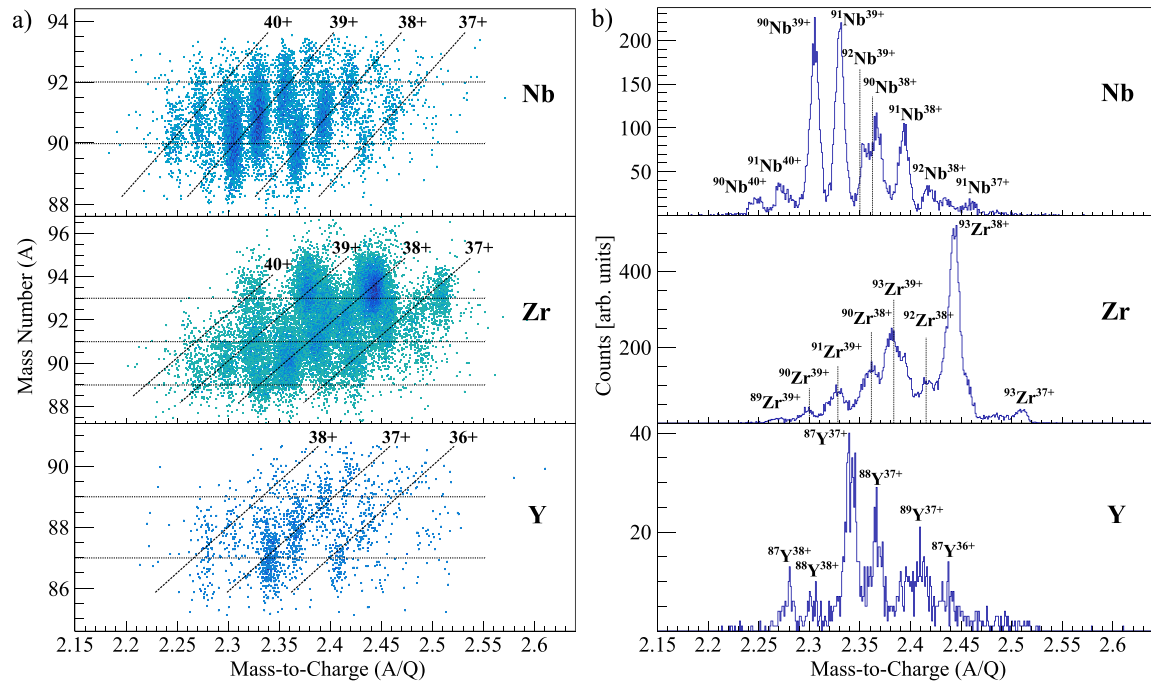 a)
94
92
90
88
40+
39+
38+
37+
Nb
96
94
92
90
88
40+
39+
38+
37+
Zr
90
88
86
38+
37+
36+
Y
Mass Number (A)
2.15 2.2 2.25 2.3 2.35 2.40 2.45 2.5 2.55 2.6
Mass-to-Charge (A/Q)
b)
200
150
100
50
⁹⁰Nb³⁹⁺
⁹¹Nb³⁹⁺
⁹²Nb³⁹⁺
⁹⁰Nb³⁸⁺
⁹¹Nb³⁸⁺
⁹¹Nb⁴⁰⁺
⁹⁰Nb⁴⁰⁺
⁹²Nb³⁸⁺
⁹¹Nb³⁷⁺
Nb
400
200
⁹³Zr³⁸⁺
⁹³Zr³⁹⁺
⁹⁰Zr³⁸⁺
⁹²Zr³⁸⁺
⁹¹Zr³⁹⁺
⁹⁰Zr³⁹⁺
⁸⁹Zr³⁹⁺
⁹³Zr³⁷⁺
Zr
40
20
⁸⁷Y³⁷⁺
⁸⁸Y³⁷⁺
⁸⁹Y³⁷⁺
⁸⁷Y³⁸⁺
⁸⁸Y³⁸⁺
⁸⁷Y³⁶⁺
Y
Counts [arb. units]
2.15 2.2 2.25 2.3 2.35 2.4 2.45 2.5 2.55 2.6
Mass-to-Charge (A/Q)